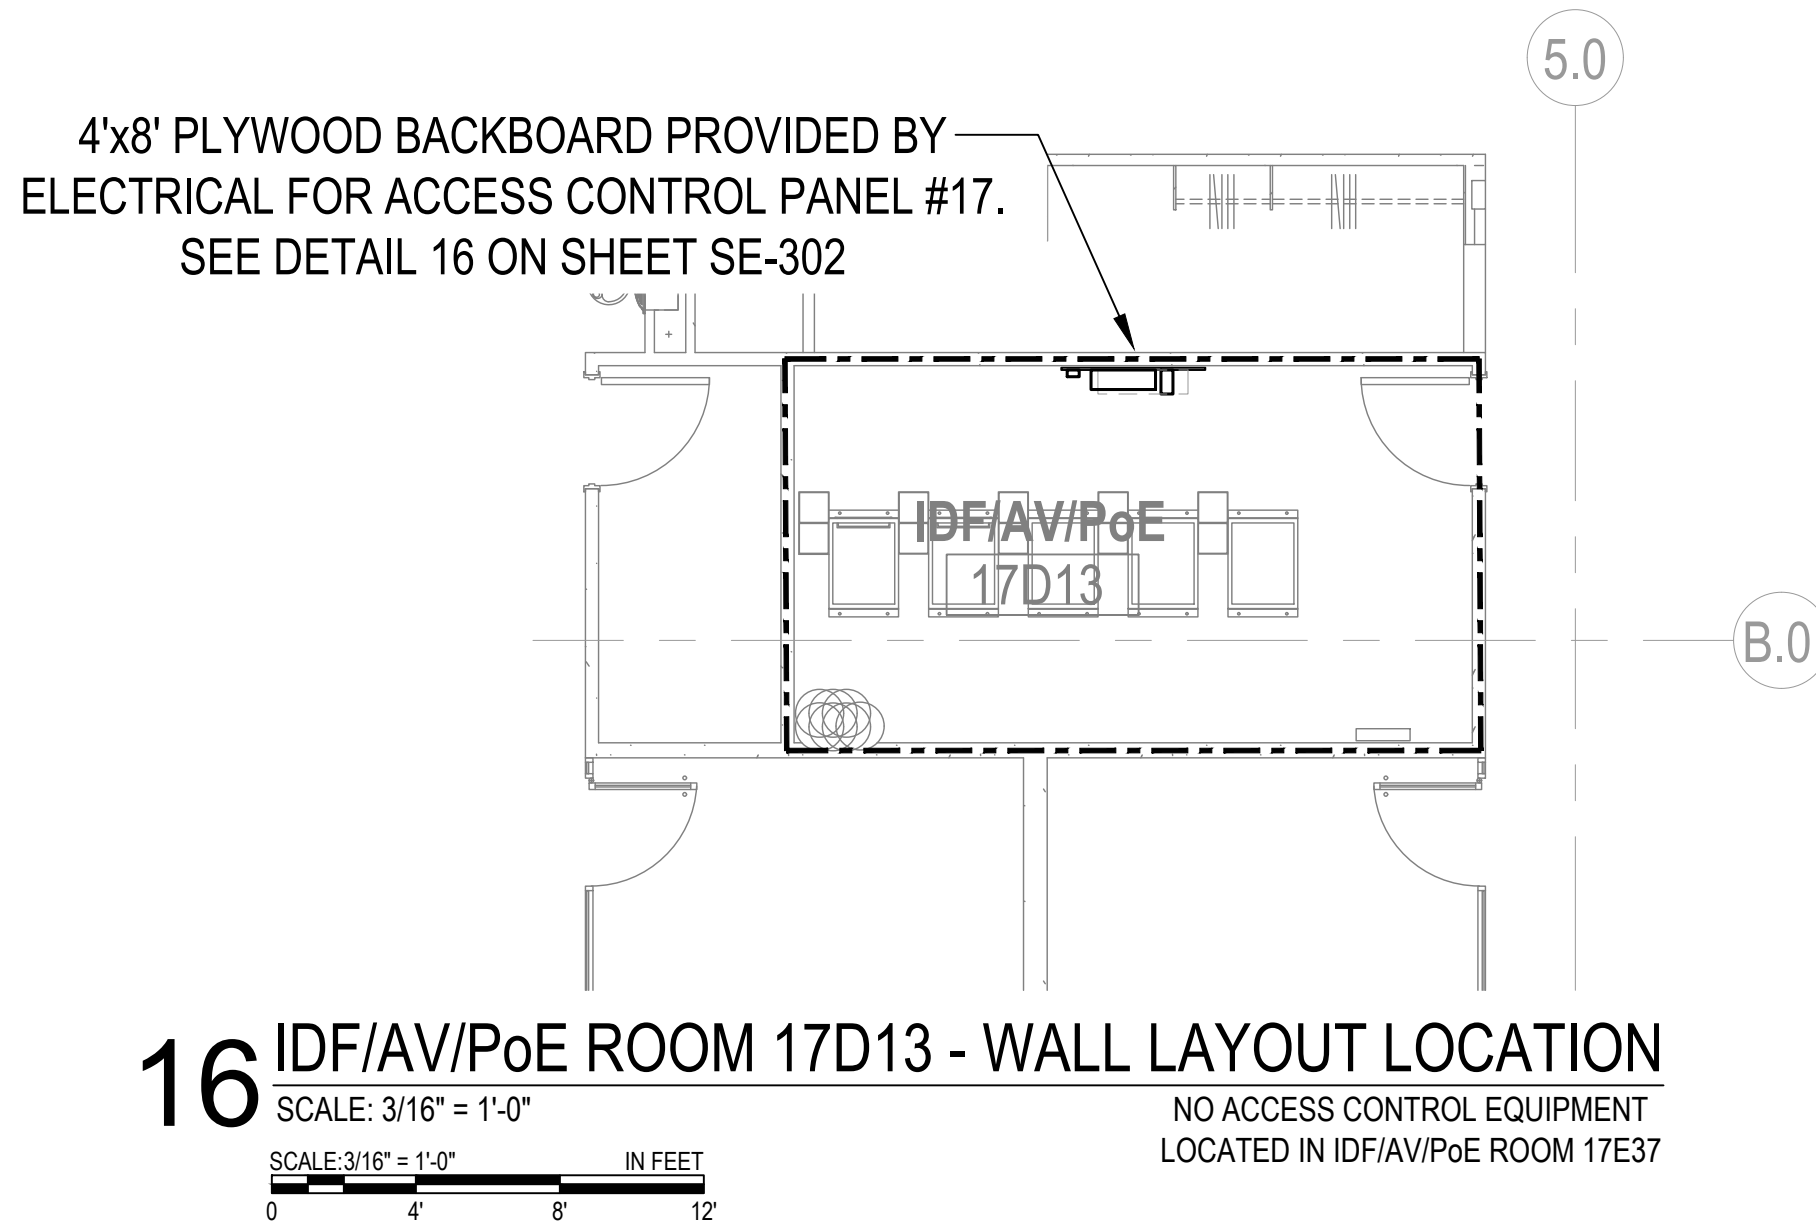 5.0
4'x8' PLYWOOD BACKBOARD PROVIDED BY
ELECTRICAL FOR ACCESS CONTROL PANEL #17.
SEE DETAIL 16 ON SHEET SE-302
IDF/AV/PoE
17D13
B.0
16 IDF/AV/PoE ROOM 17D13 - WALL LAYOUT LOCATION
SCALE: 3/16" = 1'-0"
NO ACCESS CONTROL EQUIPMENT
LOCATED IN IDF/AV/PoE ROOM 17E37
SCALE:3/16" = 1'-0" IN FEET
0 4' 8' 12'